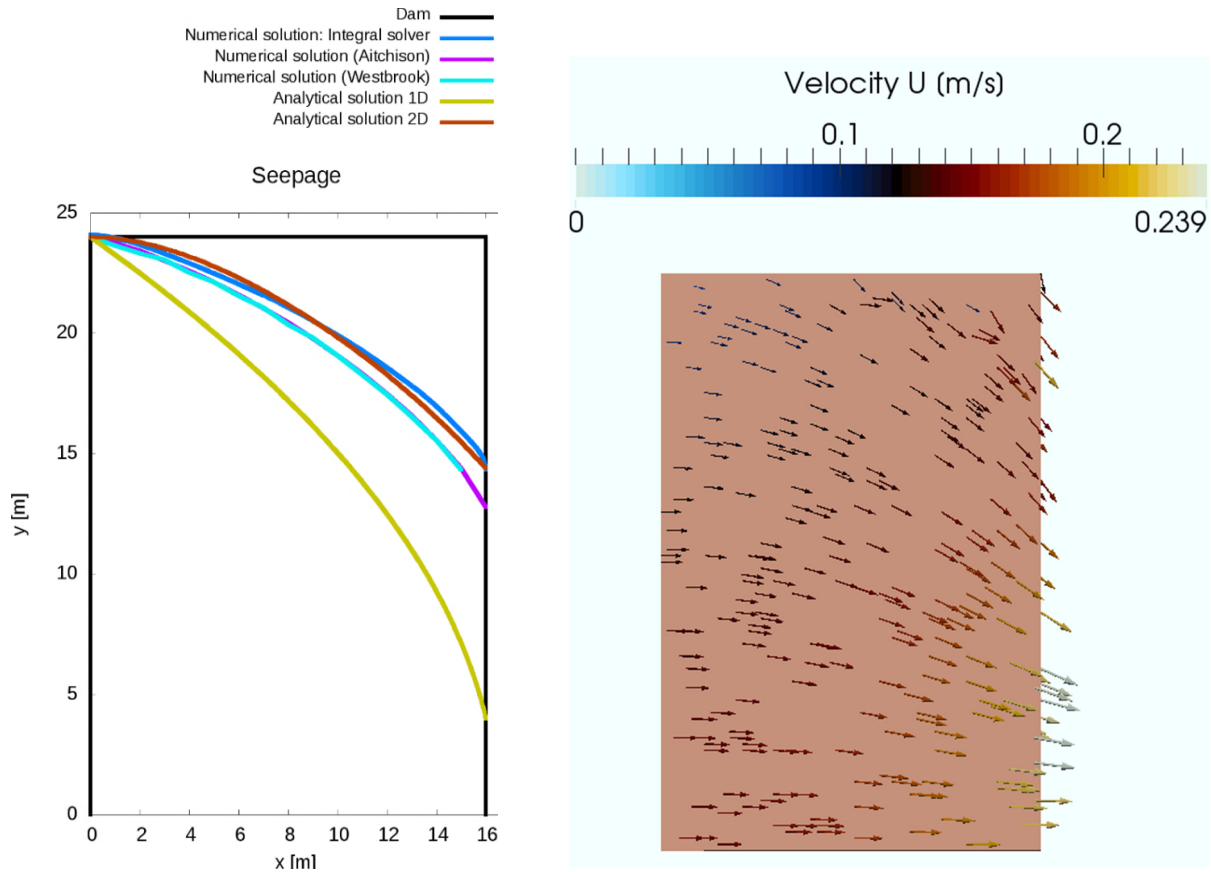 Dam
Numerical solution: Integral solver
Numerical solution (Aitchison)
Numerical solution (Westbrook)
Analytical solution 1D
Analytical solution 2D
Seepage
25
20
15
10
5
0
y [m]
0 2 4 6 8 10 12 14 16
x [m]
Velocity U (m/s)
0.1 0.2
0 0.239